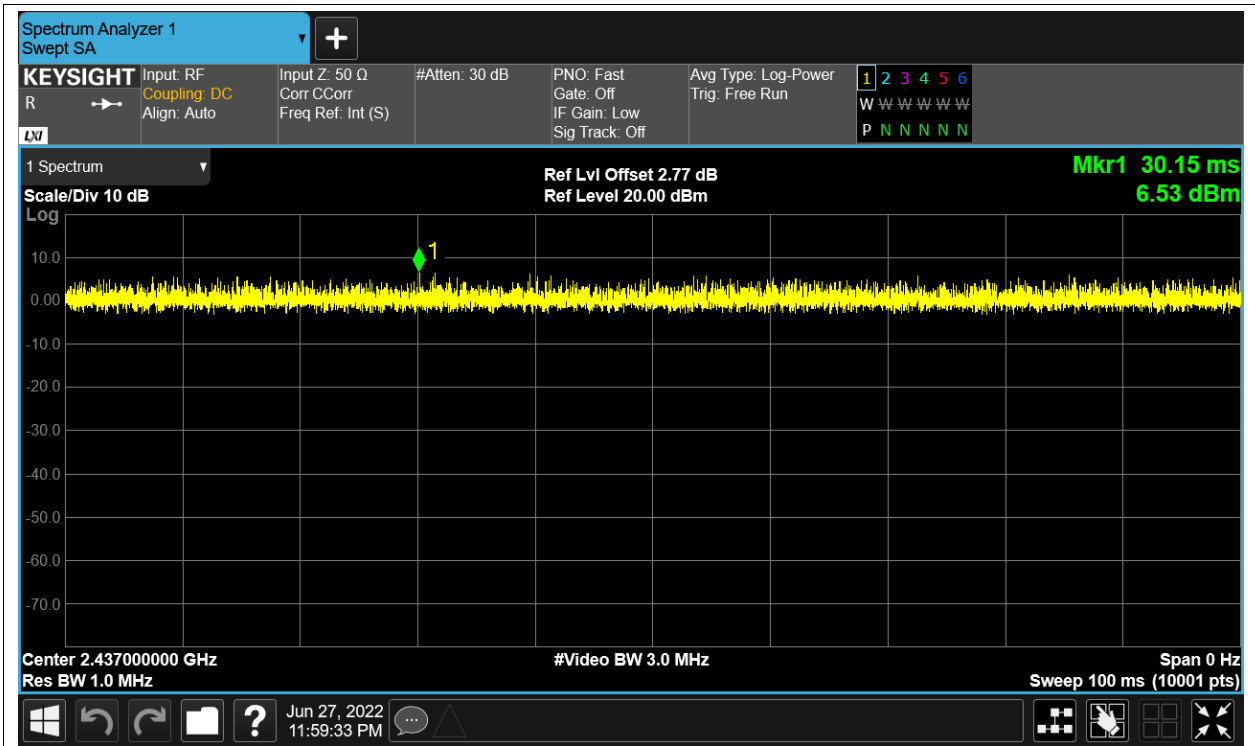 Spectrum Analyzer 1
Swept SA
+
KEYSIGHT
R
LXI
Input: RF
Coupling: DC
Align: Auto
Input Z: 50 Ω
Corr CCorr
Freq Ref: Int (S)
#Atten: 30 dB
PNO: Fast
Gate: Off
IF Gain: Low
Sig Track: Off
Avg Type: Log-Power
Trig: Free Run
1 2 3 4 5 6
W W W W W W
P N N N N N
1 Spectrum
Scale/Div 10 dB
Log
Ref Lvl Offset 2.77 dB
Ref Level 20.00 dBm
Mkr1 30.15 ms
6.53 dBm
1
10.0
0.00
-10.0
-20.0
-30.0
-40.0
-50.0
-60.0
-70.0
Center 2.437000000 GHz
Res BW 1.0 MHz
#Video BW 3.0 MHz
Span 0 Hz
Sweep 100 ms (10001 pts)
?
Jun 27, 2022
11:59:33 PM